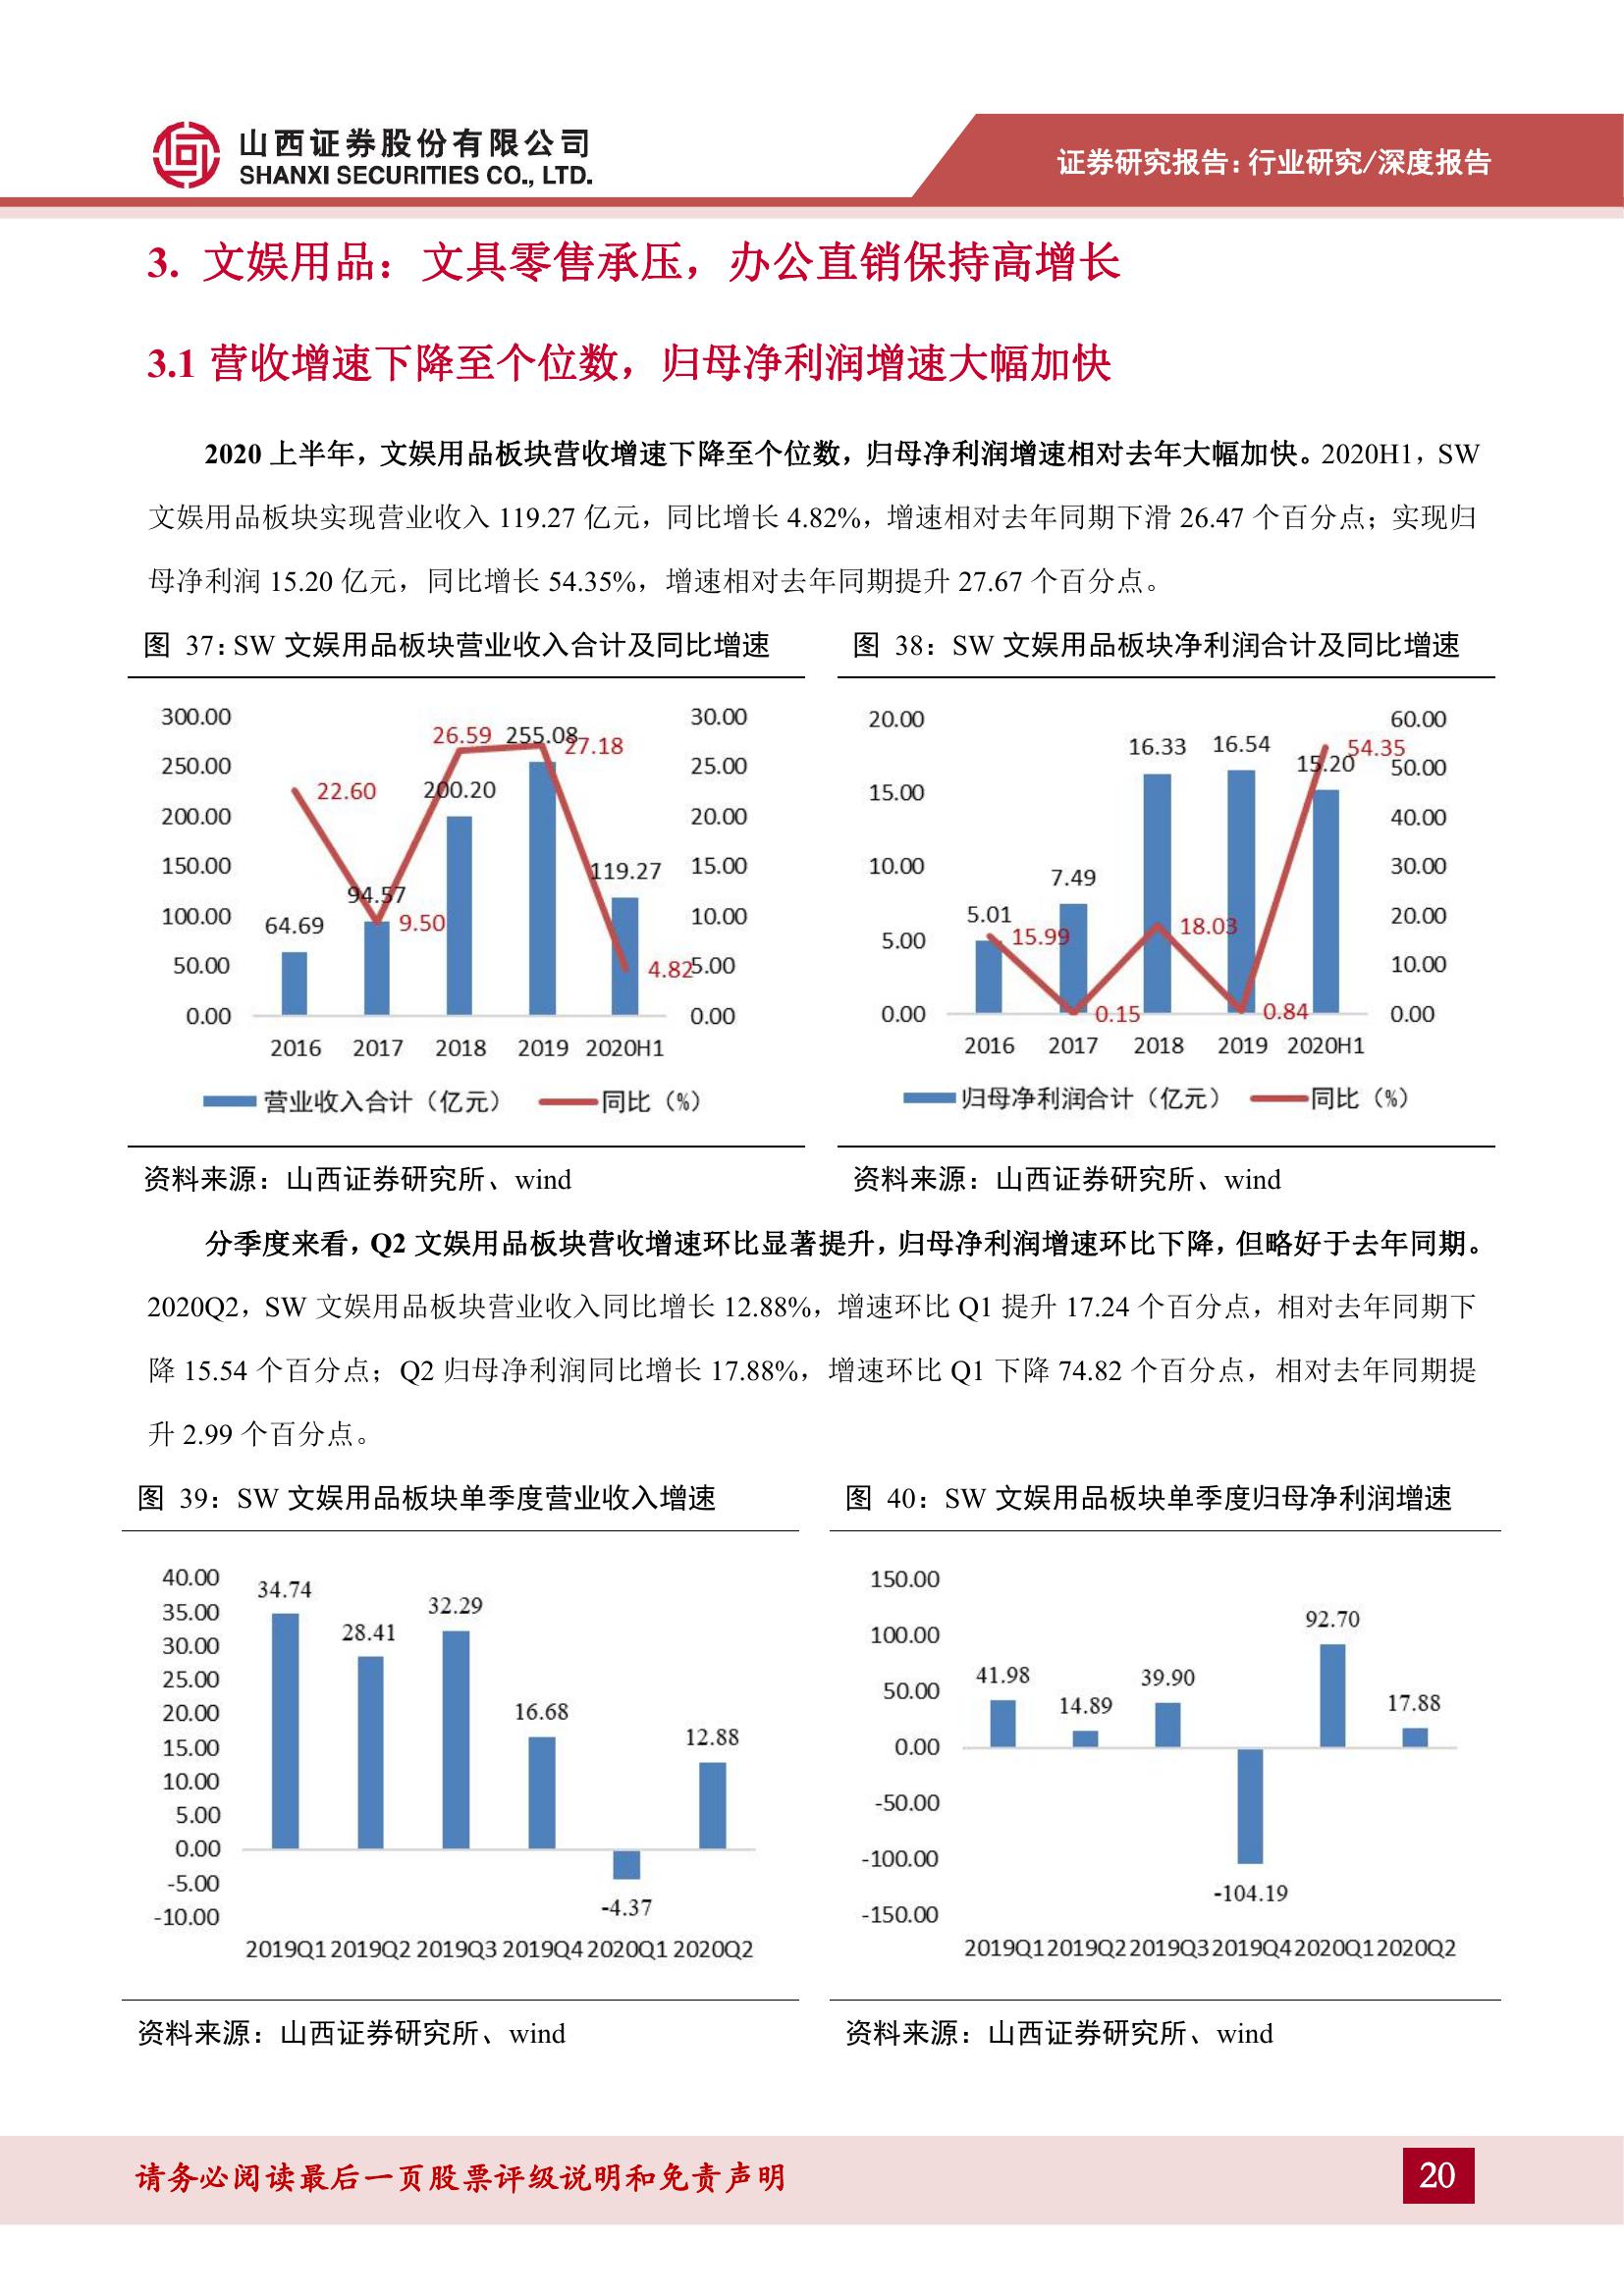 山西证券股份有限公司
SHANXI SECURITIES CO., LTD.
证券研究报告：行业研究/深度报告
3. 文娱用品：文具零售承压，办公直销保持高增长
3.1 营收增速下降至个位数，归母净利润增速大幅加快
2020 上半年，文娱用品板块营收增速下降至个位数，归母净利润增速相对去年大幅加快。2020H1，SW
文娱用品板块实现营业收入 119.27 亿元，同比增长 4.82%，增速相对去年同期下滑 26.47 个百分点；实现归
母净利润 15.20 亿元，同比增长 54.35%，增速相对去年同期提升 27.67 个百分点。
图 37：SW 文娱用品板块营业收入合计及同比增速
300.00
250.00
200.00
150.00
100.00
50.00
0.00
30.00
25.00
20.00
15.00
10.00
5.00
0.00
64.69
94.57
200.20
255.08
119.27
22.60
9.50
26.59
27.18
4.82
2016 2017 2018 2019 2020H1
营业收入合计（亿元） 同比（%）
资料来源：山西证券研究所、wind
图 38：SW 文娱用品板块净利润合计及同比增速
20.00
15.00
10.00
5.00
0.00
60.00
50.00
40.00
30.00
20.00
10.00
0.00
5.01
7.49
16.33
16.54
15.20
15.99
0.15
18.03
0.84
54.35
2016 2017 2018 2019 2020H1
归母净利润合计（亿元） 同比（%）
资料来源：山西证券研究所、wind
分季度来看，Q2 文娱用品板块营收增速环比显著提升，归母净利润增速环比下降，但略好于去年同期。
2020Q2，SW 文娱用品板块营业收入同比增长 12.88%，增速环比 Q1 提升 17.24 个百分点，相对去年同期下
降 15.54 个百分点；Q2 归母净利润同比增长 17.88%，增速环比 Q1 下降 74.82 个百分点，相对去年同期提
升 2.99 个百分点。
图 39：SW 文娱用品板块单季度营业收入增速
40.00
35.00
30.00
25.00
20.00
15.00
10.00
5.00
0.00
-5.00
-10.00
34.74
28.41
32.29
16.68
-4.37
12.88
2019Q1 2019Q2 2019Q3 2019Q4 2020Q1 2020Q2
资料来源：山西证券研究所、wind
图 40：SW 文娱用品板块单季度归母净利润增速
150.00
100.00
50.00
0.00
-50.00
-100.00
-150.00
41.98
14.89
39.90
-104.19
92.70
17.88
2019Q1 2019Q2 2019Q3 2019Q4 2020Q1 2020Q2
资料来源：山西证券研究所、wind
请务必阅读最后一页股票评级说明和免责声明
20